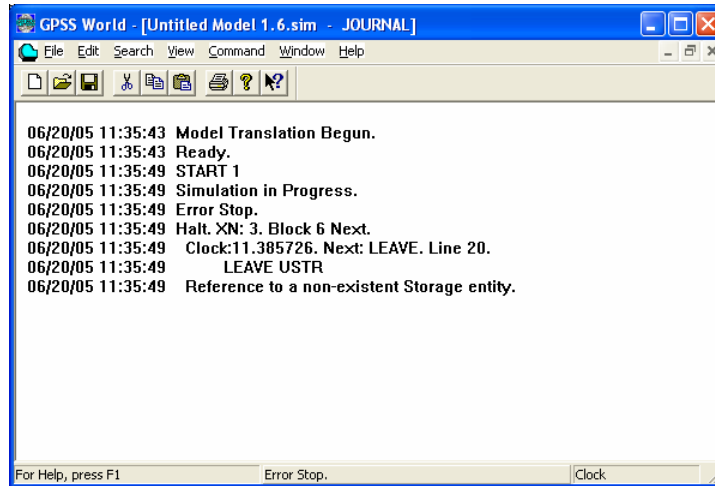 GPSS World - [Untitled Model 1.6.sim - JOURNAL]
File Edit Search View Command Window Help
06/20/05 11:35:43 Model Translation Begun.
06/20/05 11:35:43 Ready.
06/20/05 11:35:49 START 1
06/20/05 11:35:49 Simulation in Progress.
06/20/05 11:35:49 Error Stop.
06/20/05 11:35:49 Halt. XN: 3. Block 6 Next.
06/20/05 11:35:49 Clock:11.385726. Next: LEAVE. Line 20.
06/20/05 11:35:49 LEAVE USTR
06/20/05 11:35:49 Reference to a non-existent Storage entity.
For Help, press F1 Error Stop. Clock